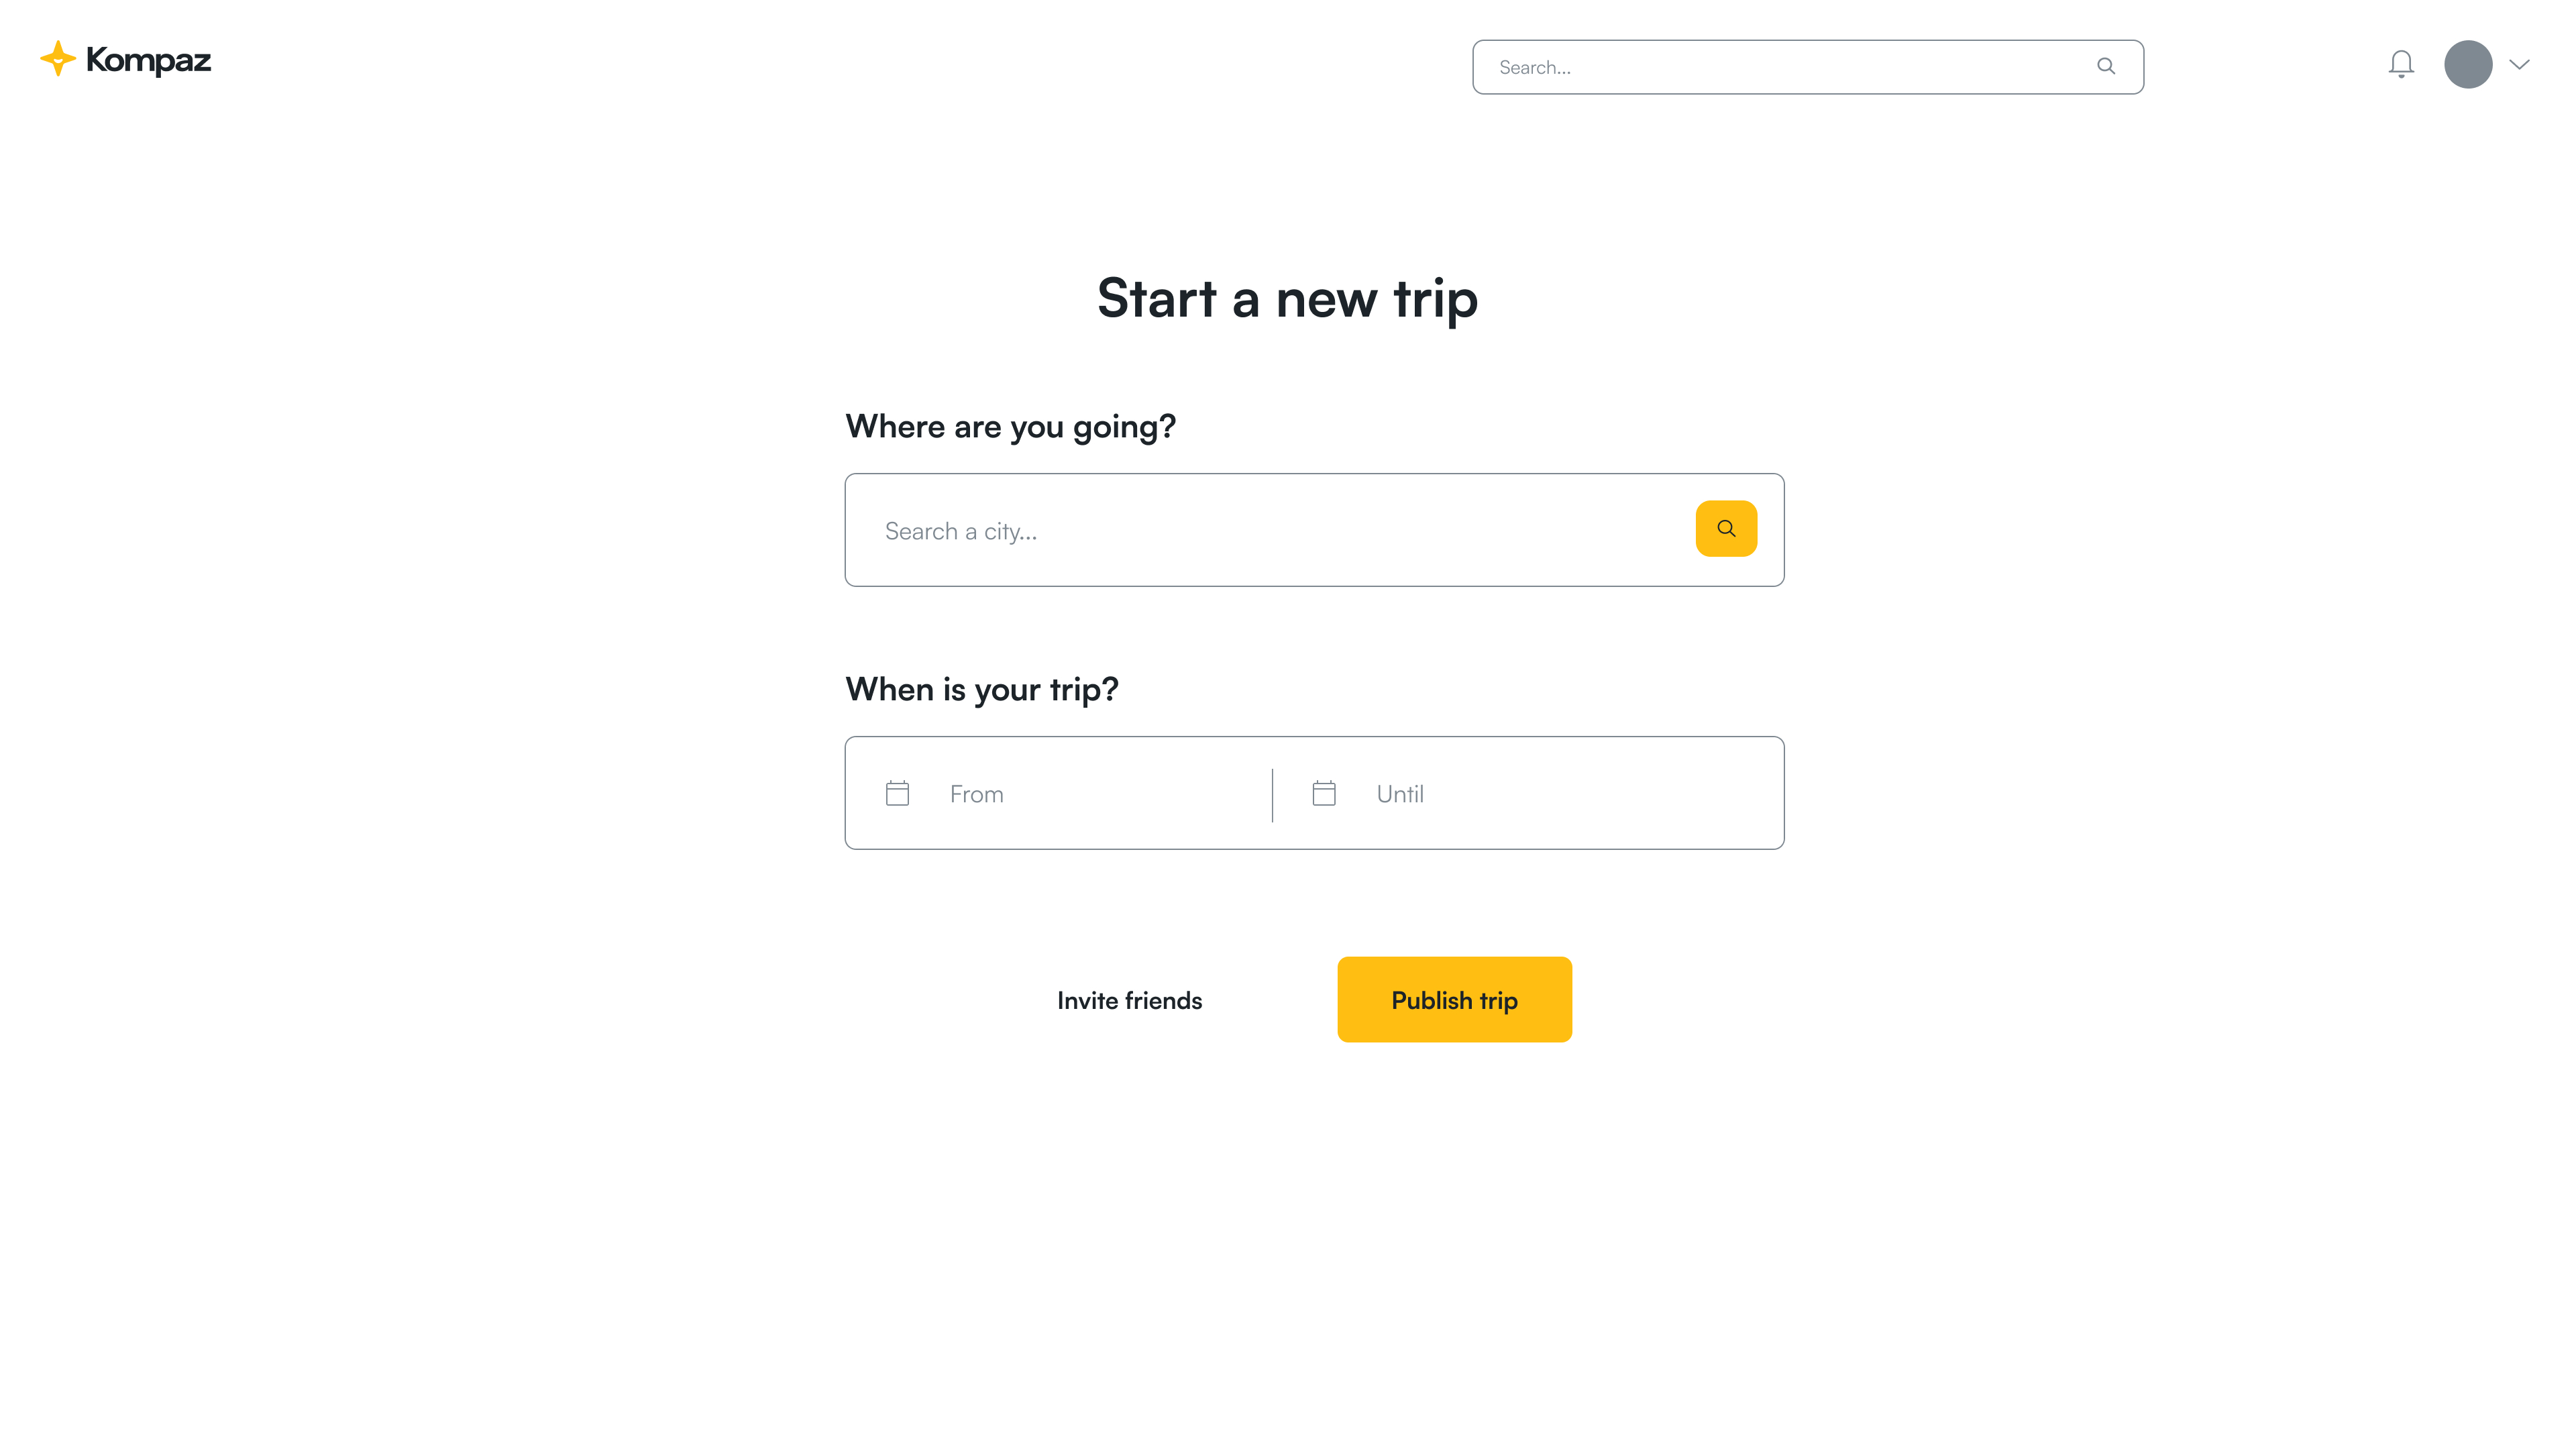 Kompaz
Search...
Start a new trip
Where are you going?
Search a city...
When is your trip?
From
Until
Invite friends
Publish trip